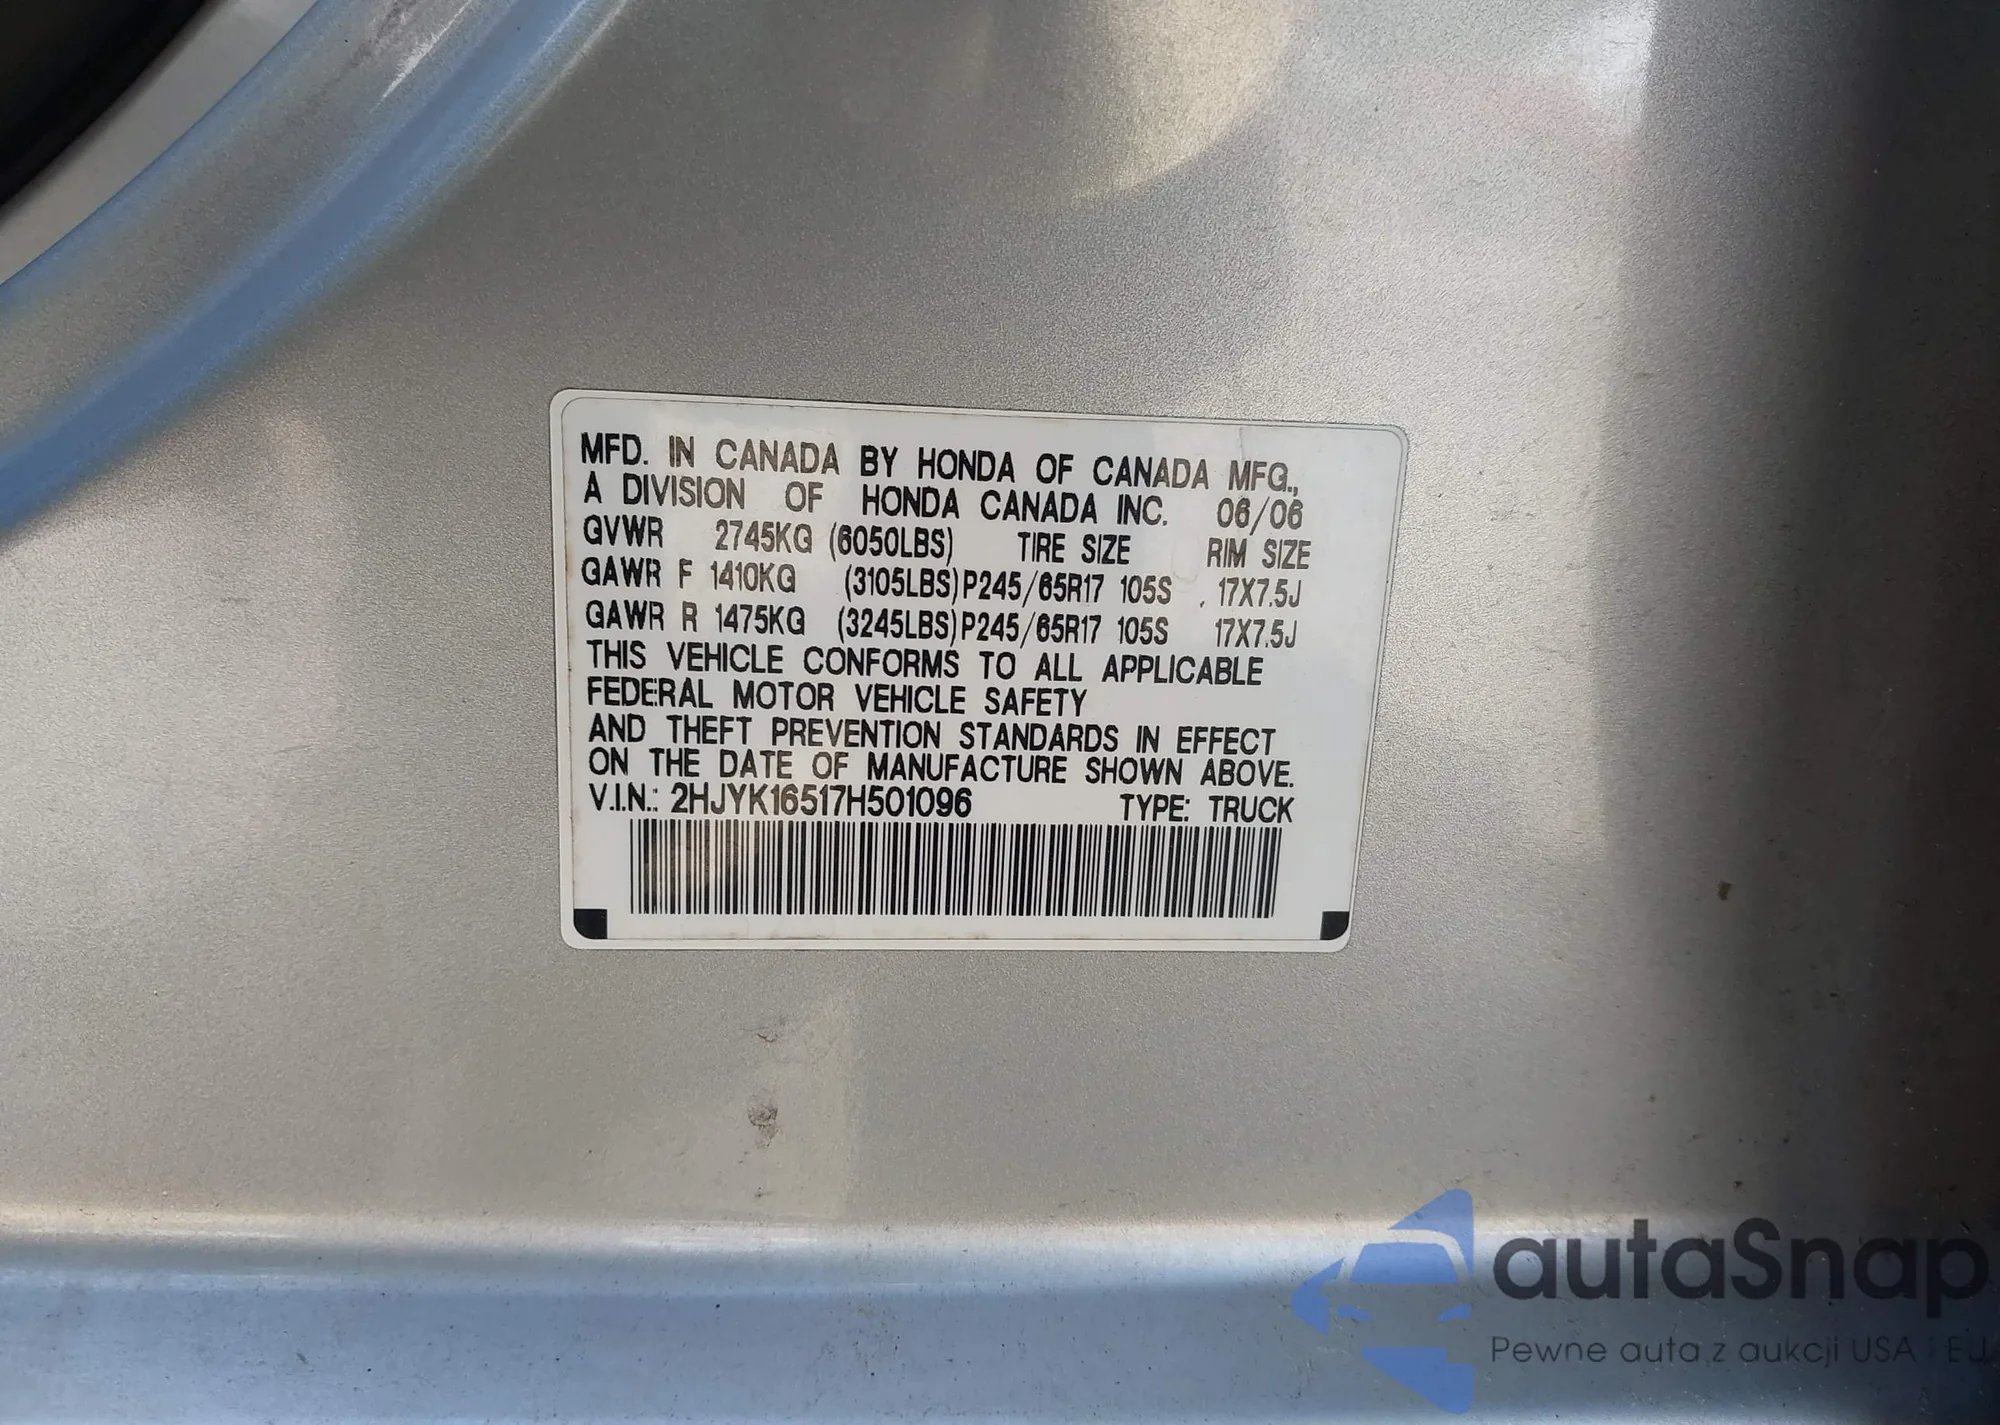 MFD. IN CANADA BY HONDA OF CANADA MFG.,
A DIVISION OF HONDA CANADA INC. 06/06
GVWR 2745KG (6050LBS) TIRE SIZE RIM SIZE
GAWR F 1410KG (3105LBS) P245/65R17 105S 17X7.5J
GAWR R 1475KG (3245LBS) P245/65R17 105S 17X7.5J
THIS VEHICLE CONFORMS TO ALL APPLICABLE
FEDERAL MOTOR VEHICLE SAFETY
AND THEFT PREVENTION STANDARDS IN EFFECT
ON THE DATE OF MANUFACTURE SHOWN ABOVE.
V.I.N.: 2HJYK16517H501096 TYPE: TRUCK
autaSnap
Pewne auta z aukcji USA i EU